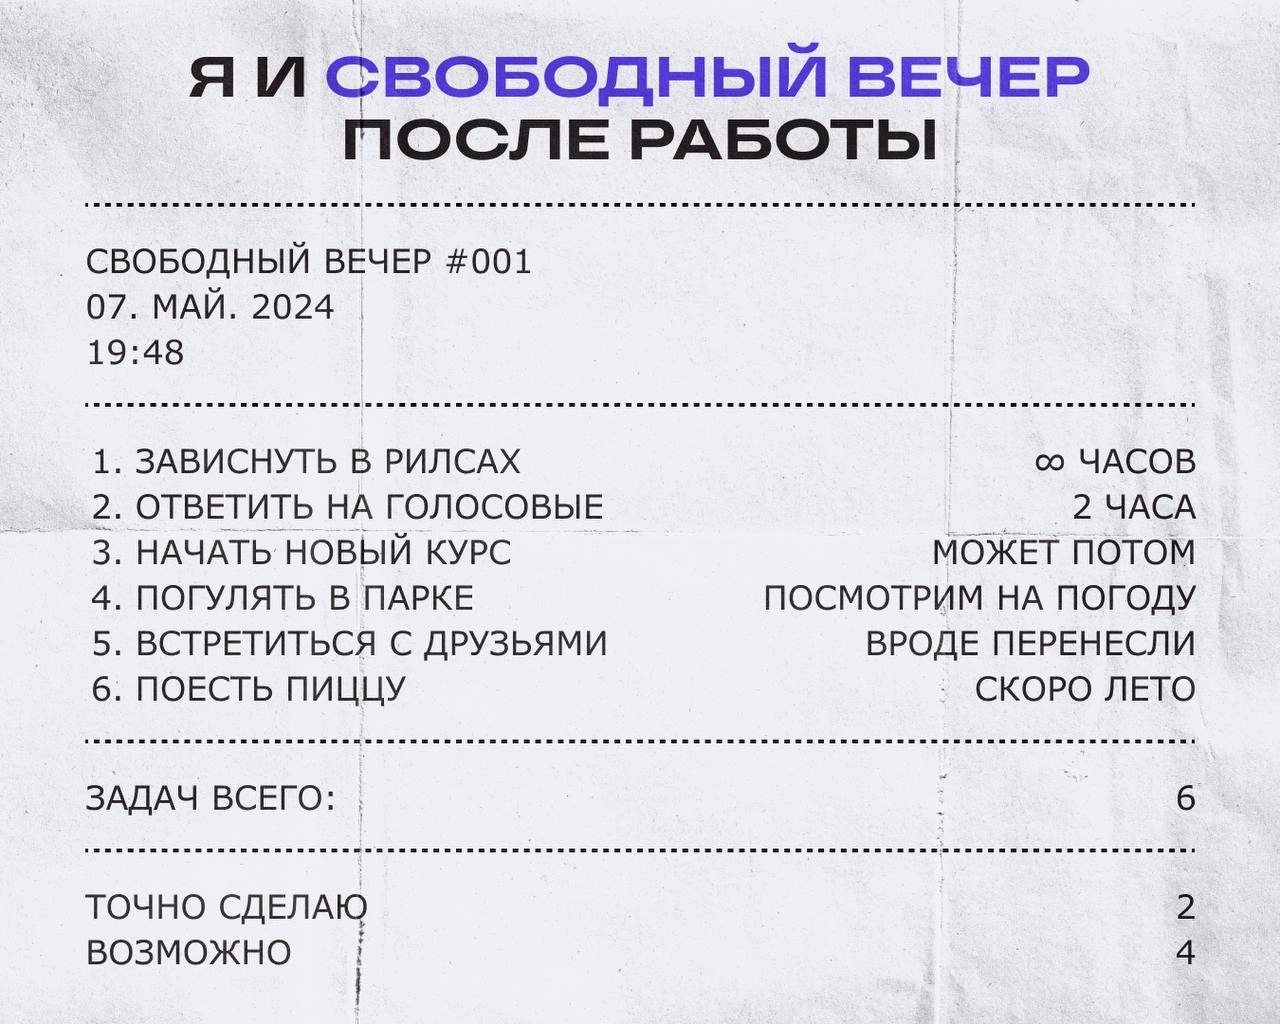 Я И СВОБОДНЫЙ ВЕЧЕР
ПОСЛЕ РАБОТЫ
СВОБОДНЫЙ ВЕЧЕР #001
07. МАЙ. 2024
19:48
1. ЗАВИСНУТЬ В РИЛСАХ ∞ ЧАСОВ
2. ОТВЕТИТЬ НА ГОЛОСОВЫЕ 2 ЧАСА
3. НАЧАТЬ НОВЫЙ КУРС МОЖЕТ ПОТОМ
4. ПОГУЛЯТЬ В ПАРКЕ ПОСМОТРИМ НА ПОГОДУ
5. ВСТРЕТИТЬСЯ С ДРУЗЬЯМИ ВРОДЕ ПЕРЕНЕСЛИ
6. ПОЕСТЬ ПИЦЦУ СКОРО ЛЕТО
ЗАДАЧ ВСЕГО: 6
ТОЧНО СДЕЛАЮ 2
ВОЗМОЖНО 4